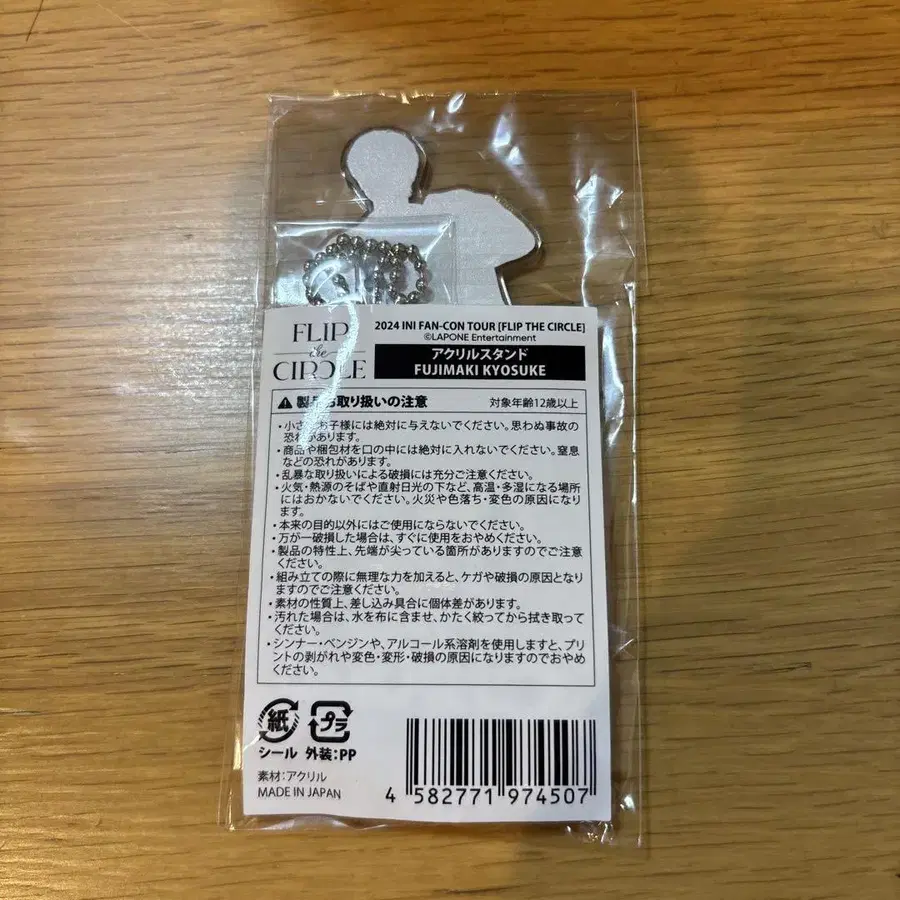 FLIP
the
CIRCLE
2024 INI FAN-CON TOUR [FLIP THE CIRCLE]
©LAPONE Entertainment
アクリルスタンド
FUJIMAKI KYOSUKE
製品お取り扱いの注意 対象年齢12歳以上
・小さなお子様には絶対に与えないでください。思わぬ事故の
恐れがあります。
・商品や梱包材を口の中には絶対に入れないでください。窒息
などの恐れがあります。
・乱暴な取り扱いによる破損には充分ご注意ください。
・火気・熱源のそばや直射日光の下など、高温・多湿になる場所
にはおかないでください。火災や色落ち・変色の原因になり
ます。
・本来の目的以外にはご使用にならないでください。
・万が一破損した場合は、すぐに使用をおやめください。
・製品の特性上、先端が尖っている箇所がありますのでご注意
ください。
・組み立ての際に無理な力を加えると、ケガや破損の原因となり
ますのでご注意ください。
・素材の性質上、差し込み具合に個体差があります。
・汚れた場合は、水を布に含ませ、かたく絞ってから拭き取って
ください。
・シンナー・ベンジンや、アルコール系溶剤を使用しますと、プリ
ントの剥がれや変色・変形・破損の原因になりますのでおやめ
ください。
紙 プラ
シール 外装:PP
素材:アクリル
MADE IN JAPAN
4 582771 974507